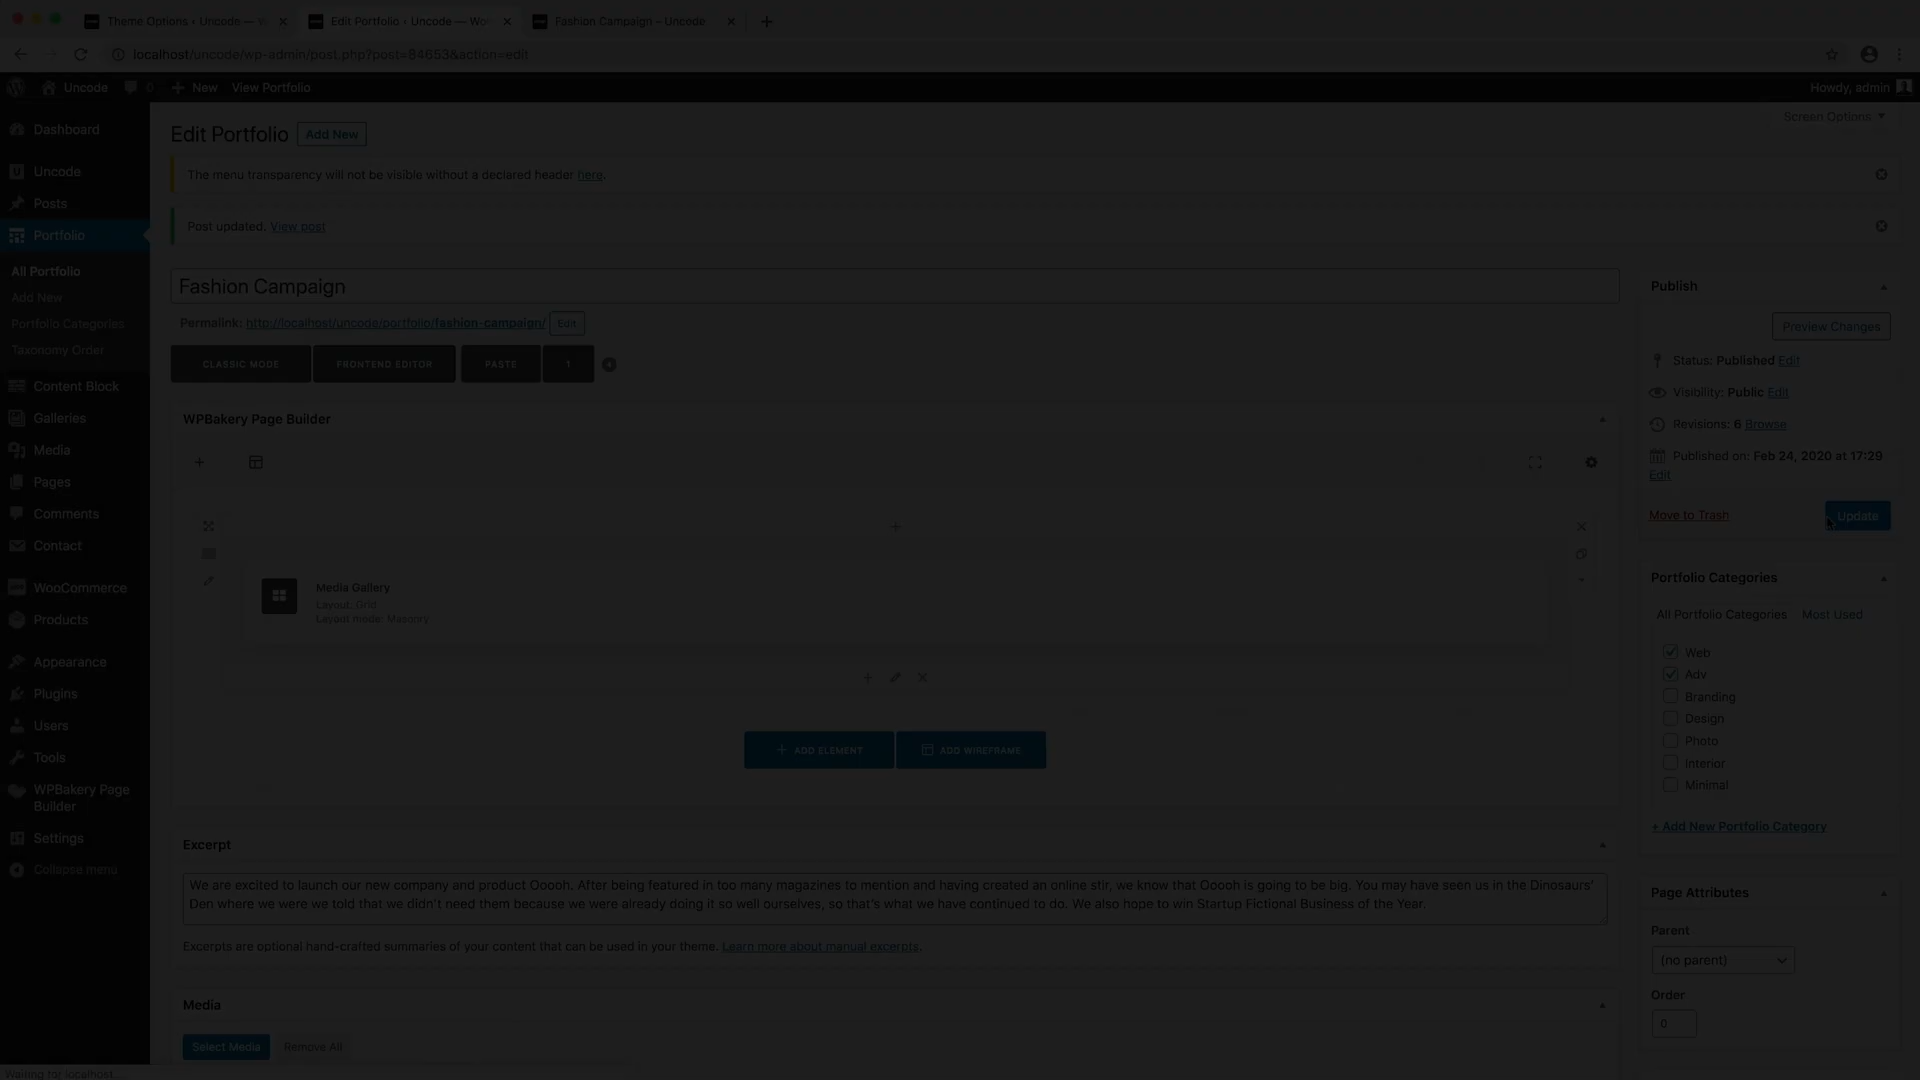 Theme Options ‹ Uncode — W
Edit Portfolio ‹ Uncode — Wor
Fashion Campaign – Uncode
localhost/uncode/wp-admin/post.php?post=84653&action=edit
Uncode
0
New
View Portfolio
Howdy, admin
Screen Options
Dashboard
Uncode
Posts
Portfolio
All Portfolio
Add New
Portfolio Categories
Taxonomy Order
Content Block
Galleries
Media
Pages
Comments
Contact
WooCommerce
Products
Appearance
Plugins
Users
Tools
WPBakery Page
Builder
Settings
Collapse menu
Edit Portfolio
Add New
The menu transparency will not be visible without a declared header here.
Post updated. View post
Fashion Campaign
Permalink: http://localhost/uncode/portfolio/fashion-campaign/ Edit
CLASSIC MODE
FRONTEND EDITOR
PASTE
1
WPBakery Page Builder
Media Gallery
Layout: Grid
Layout mode: Masonry
ADD ELEMENT
ADD WIREFRAME
Excerpt
We are excited to launch our new company and product Ooooh. After being featured in too many magazines to mention and having created an online stir, we know that Ooooh is going to be big. You may have seen us in the Dinosaurs’
Den where we were we told that we didn’t need them because we were already doing it so well ourselves, so that’s what we have continued to do. We also hope to win Startup Fictional Business of the Year.
Excerpts are optional hand-crafted summaries of your content that can be used in your theme. Learn more about manual excerpts.
Media
Select Media
Remove All
Publish
Preview Changes
Status: Published Edit
Visibility: Public Edit
Revisions: 6 Browse
Published on: Feb 24, 2020 at 17:29
Edit
Move to Trash
Update
Portfolio Categories
All Portfolio Categories
Most Used
Web
Adv
Branding
Design
Photo
Interior
Minimal
+ Add New Portfolio Category
Page Attributes
Parent
(no parent)
Order
0
Waiting for localhost...